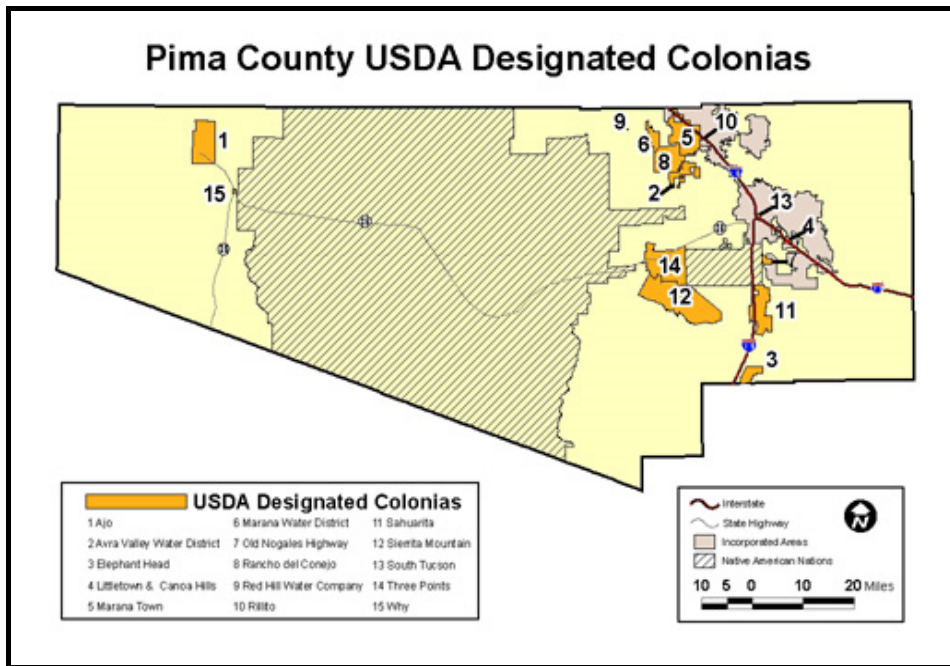 Pima County USDA Designated Colonias
1
15
9
6
5
10
8
2
13
4
14
7
12
11
3
USDA Designated Colonias
1 Ajo
2 Avra Valley Water District
3 Elephant Head
4 Littletown & Canoa Hills
5 Marana Town
6 Marana Water District
7 Old Nogales Highway
8 Rancho del Conejo
9 Red Hill Water Company
10 Rillito
11 Sahuarita
12 Sierrita Mountain
13 South Tucson
14 Three Points
15 Why
Interstate
State Highway
Incorporated Areas
Native American Nations
N
10 5 0 10 20 Miles